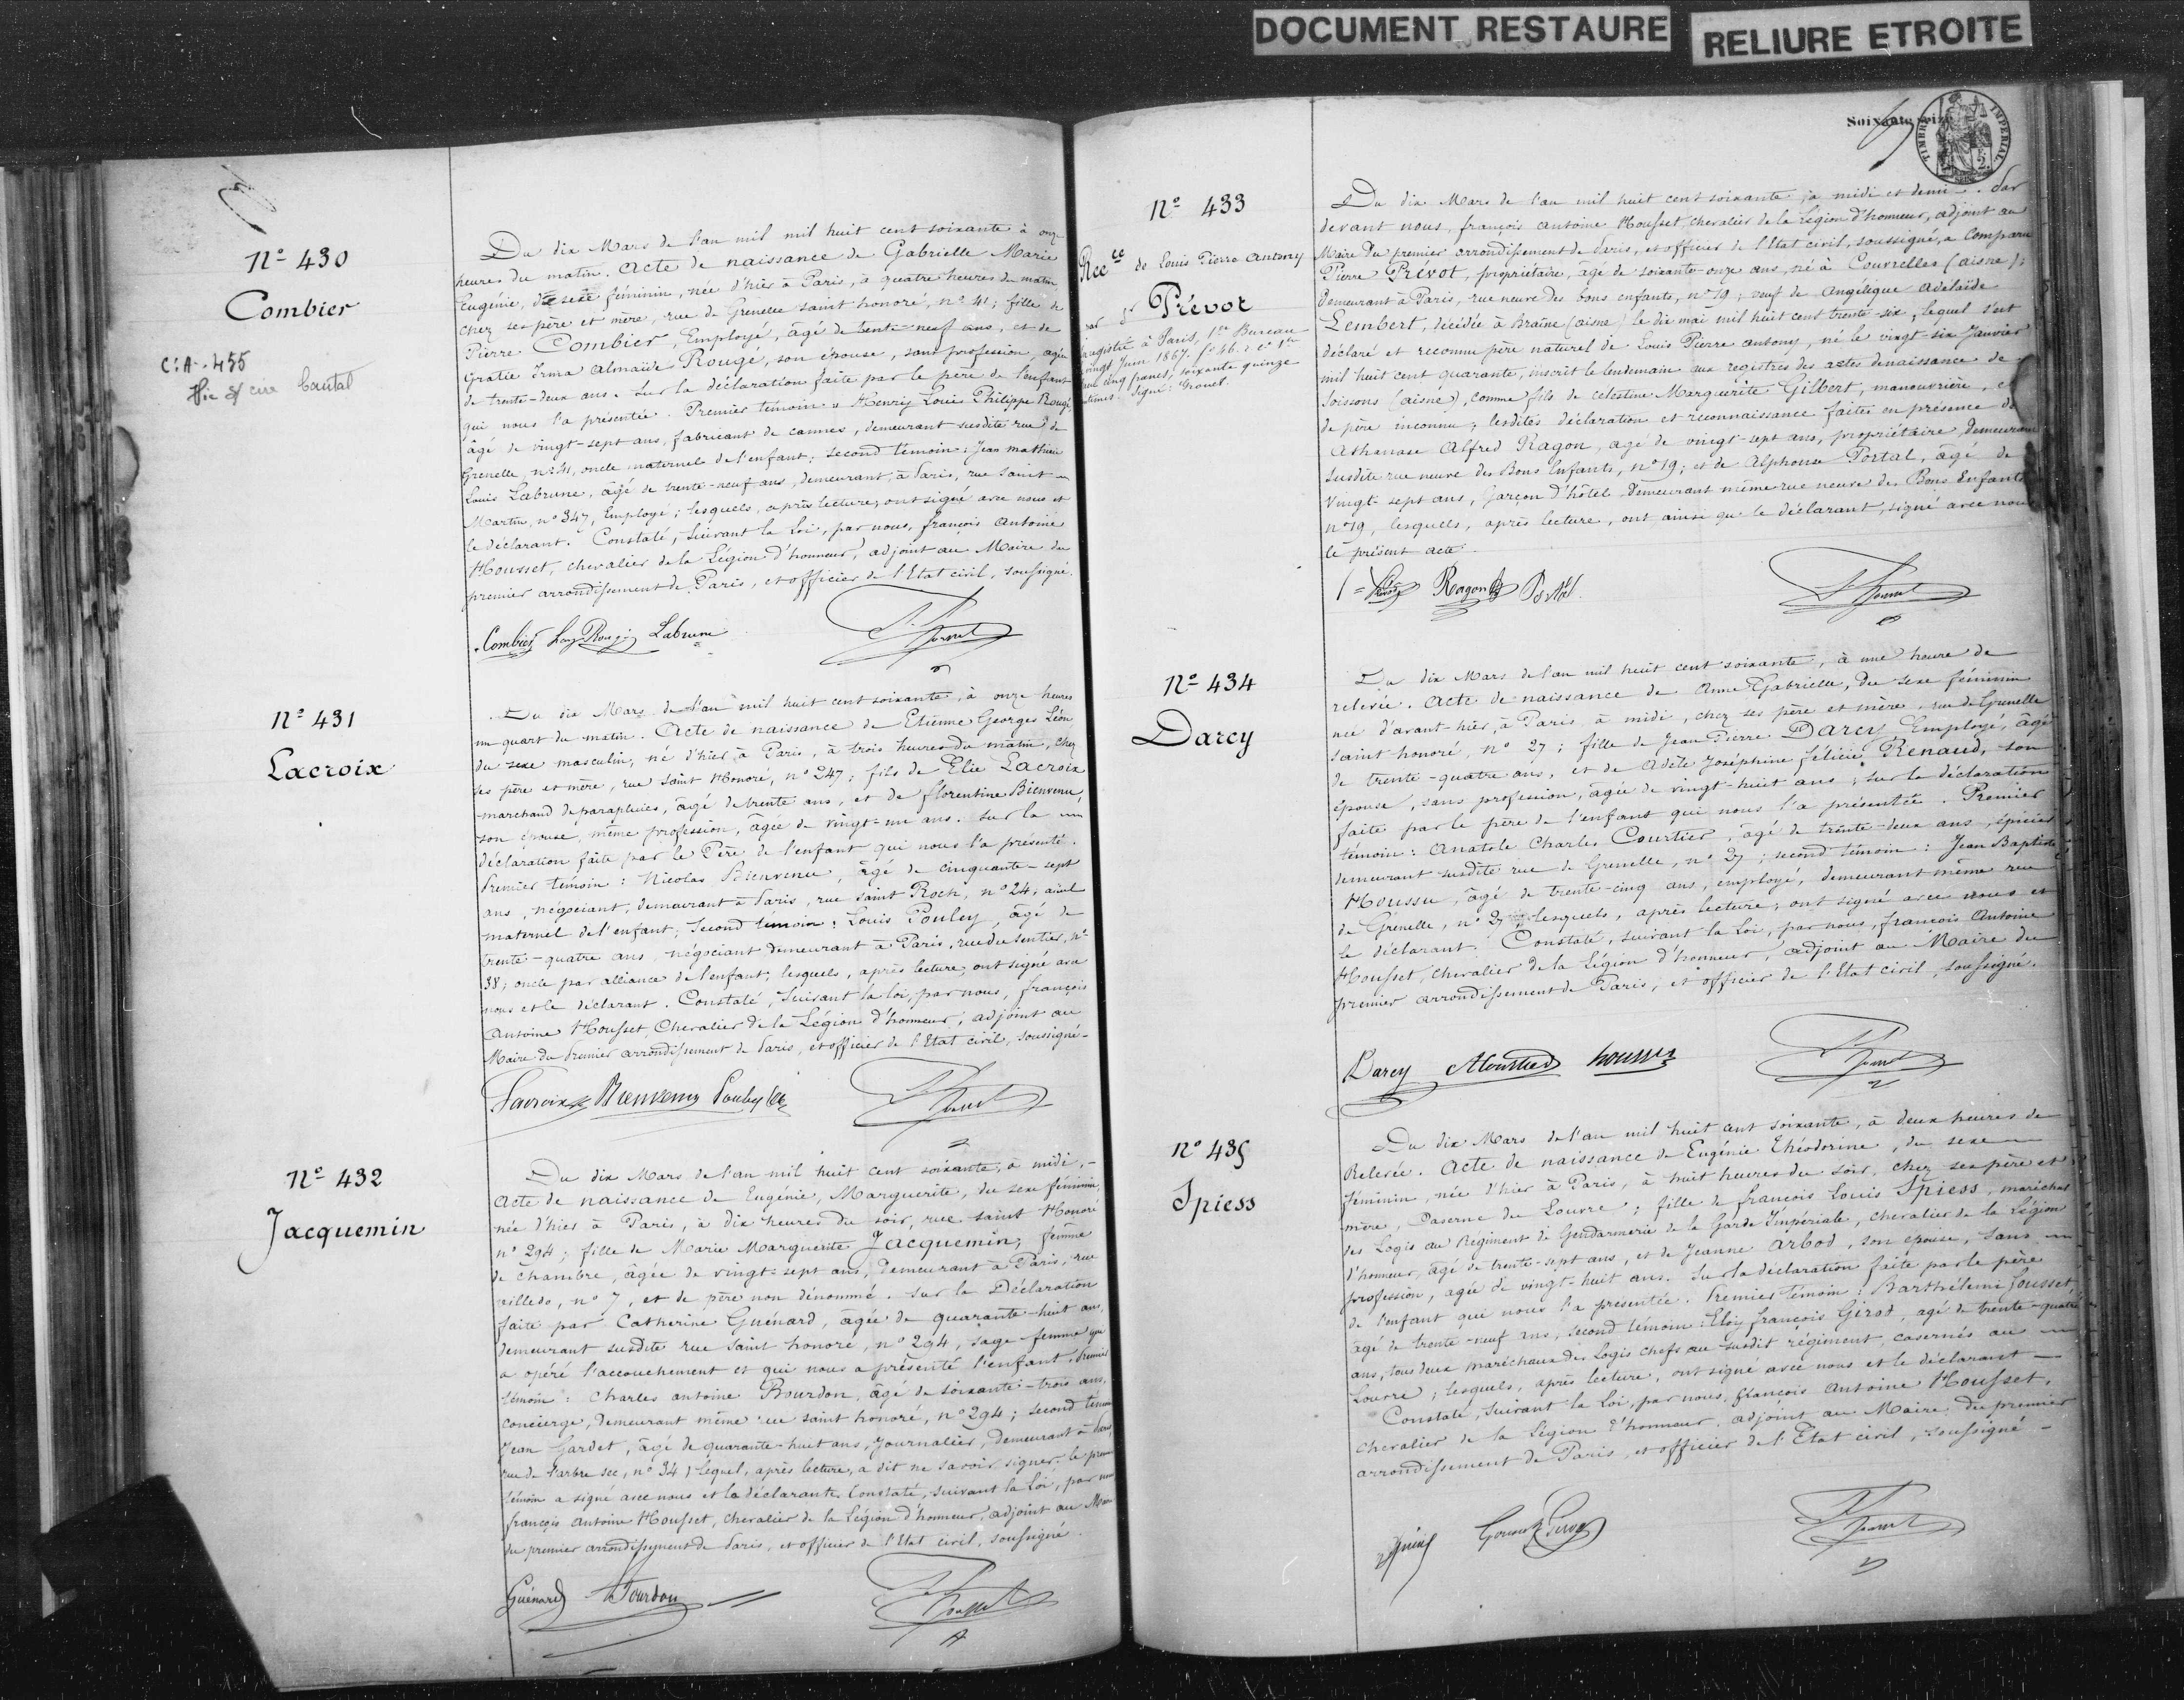 DOCUMENT RESTAURE
RELIURE ETROITE
Nº 430
Combier
C:A. 455
Cantal
Du dix Mars de l'an mil mil huit cent soixante à onze
heures du matin. Acte de naissance de Gabrielle Marie
Eugénie, de sexe féminin, née d'hier à Paris, à quatre heures du matin,
chez ses père et mère, rue de Grenelle saint honoré, nº 41; fille de
Pierre Combier, Employé, âgé de trente-neuf ans, et de
Gratie Irma Almaïde Rougé, son épouse, sans profession, agée
de trente-deux ans. Sur la déclaration faite par le père de l'enfant
qui nous l'a présentée. Premier témoin: Henry Louis Philippe Rougé,
âgé de vingt-sept ans, fabricant de cannes, demeurant susdite rue de
Grenelle, nº 41, oncle maternel de l'enfant; second témoin: Jean mathieu
Louis Labrune, âgé de trente-neuf ans, demeurant, à Paris, rue saint
Martin, nº 347, Employé; lesquels, après lecture, ont signé avec nous et
le déclarant. Constaté, suivant la Loi, par nous, françois Antoine
Housset, chevalier de la Légion d'honneur, adjoint au Maire du
premier arrondissement de Paris, et officier de l'Etat civil, soussigné.
Combier Labrune
Nº 431
Lacroix
Du dix Mars de l'an mil huit cent soixante, à onze heures
un quart du matin. Acte de naissance de Etienne Georges Léon
du sexe masculin, né d'hier, à Paris, à trois heures du matin, chez
ses père et mère, rue saint Honoré, nº 247; fils de Elie Lacroix
marchand de parapluies, âgé de trente ans, et de florentine Bienvenu,
son épouse, même profession, âgée de vingt-un ans. Sur la
déclaration faite par le Père de l'enfant qui nous l'a présenté.
Premier témoin: Nicolas Bienvenu, âgé de cinquante-sept
ans, négociant, demeurant à Paris, rue saint Roch, nº 24, aïeul
maternel de l'enfant; Second témoin: Louis Pouley, âgé de
trente-quatre ans, négociant demeurant à Paris, rue du Sentier, nº
38; oncle par alliance de l'enfant; lesquels, après lecture, ont signé avec
nous et le déclarant. Constaté, Suivant la loi, par nous, françois
Antoine Housset, Chevalier de la Légion d'honneur, adjoint au
Maire du Premier arrondissement de Paris, et officier de l'Etat civil, soussigné-
Lacroix Bienvenu Pouley
Nº 432
Jacquemin
Du dix Mars de l'an mil huit cent soixante, à midi,-
Acte de naissance de Eugénie, Marguerite, du sexe féminin,
née d'hier à Paris, à dix heures du soir, rue saint Honoré
nº 294; fille de Marie Marguerite Jacquemin, femme
de chambre, âgée de vingt-sept ans, demeurant à Paris, rue
villedo, nº 7, et de père non dénommé. Sur la Déclaration
faite par Catherine Guénard, âgée de quarante-huit ans,
demeurant susdite rue saint honoré, nº 294, sage-femme qui
a opéré l'accouchement et qui nous a présenté l'enfant. Premier
témoin: Charles antoine Bourdon, âgé de soixante-trois ans,
concierge, demeurant même rue saint honoré, nº 294; second témoin
Jean Gardet, âgé de quarante-huit ans, Journalier, demeurant à Paris,
rue de l'arbre sec, nº 34; lequel, après lecture, a dit ne savoir signer. le premier
témoin a signé avec nous et la déclarante. Constaté, suivant la Loi, par nous
françois Antoine Housset, chevalier de la Légion d'honneur, adjoint au Maire
du premier arrondissement de Paris, et officier de l'Etat civil, soussigné.
Guénard Bourdon
Soixante seize
TIMBRE IMPERIAL
Nº 433
Recce de Louis Pierre Antony
par Prévot
Enregistré à Paris, 1er Bureau
vingt Juin 1867. fº 46.
cinq francs, soixante quinze
centimes. Signé:
Du dix Mars de l'an mil huit cent soixante, à midi et demi. Par
devant nous, françois antoine Housset, chevalier de la Légion d'honneur, adjoint au
Maire du premier arrondissement de Paris, et officier de l'Etat civil, soussigné, a Comparu
Pierre Prévot, propriétaire, âgé de soixante-onze ans, né à Couvrelles (aisne);
demeurant à Paris, rue neuve des bons enfants, nº 19; veuf de Angélique Adélaïde
Lembert, décédée à Braîne (aisne) le dix mai mil huit cent trente-six, lequel s'est
déclaré et reconnu père naturel de Louis Pierre antony, né le vingt-six Janvier
mil huit cent quarante, inscrit le lendemain aux registres des actes de naissance de
Soissons (aisne), comme fils de célestine Marguerite Gilbert, manouvrière, et
de père inconnu; lesdites déclaration et reconnaissance faites en présence de
Athanase Alfred Ragon, âgé de vingt-sept ans, propriétaire, demeurant
susdite rue neuve des Bons Enfants, nº 19; et de Alphonse Portal, âgé de
vingt-sept ans, Garçon d'hôtel demeurant même rue neuve des Bons Enfants
nº 19, lesquels, après lecture, ont ainsi que le déclarant, signé avec nous
le présent acte.
Prévot Ragon Portal
Nº 434
Darcy
Du dix Mars de l'an mil huit cent soixante, à une heure de
relevée. Acte de naissance de Anne Gabrielle, du sexe féminin
née d'avant-hier, à Paris, à midi, chez ses père et mère, rue de Grenelle
saint honoré, nº 27; fille de Jean Pierre Darcy Employé, âgé
de trente-quatre ans, et de Adèle Joséphine félicie Renaud, son
épouse, sans profession, âgée de vingt-huit ans; sur la déclaration
faite par le père de l'enfant qui nous l'a présentée. Premier
témoin: Anatole Charles Courtier, agé de trente-deux ans, épicier
demeurant susdite rue de Grenelle, nº 27; second témoin: Jean Baptiste
Houssu, âgé de trente-cinq ans, employé, demeurant même rue
de Grenelle, nº 27; lesquels, après lecture, ont signé avec nous et
le déclarant. Constaté, suivant la Loi, par nous, françois Antoine
Housset, Chevalier de la Légion d'honneur, adjoint au Maire du
premier arrondissement de Paris, et officier de l'Etat civil, soussigné.
Darcy
Nº 435
Spiess
Du dix Mars de l'an mil huit cent soixante, à deux heures de
Relevée. Acte de naissance de Eugénie Théodorine, du sexe
féminin, née d'hier à Paris, à huit heures du soir, chez ses père et
mère, Caserne du Louvre; fille de françois Louis Spiess, maréchal
des Logis au Régiment de Gendarmerie de la Garde Impériale, chevalier de la Légion
d'honneur, âgé de trente-sept ans, et de Jeanne Arbod, son épouse, sans
profession, agée de vingt-huit ans. Sur la déclaration faite par le père
de l'enfant qui nous l'a présentée. Premier témoin: Barthélemi Gousset,
âgé de trente-neuf ans, second témoin: Eloy françois Girod, agé de trente-quatre
ans, tous deux maréchaux des Logis chefs au susdit régiment, casernés au
Louvre; lesquels, après lecture, ont signé avec nous et le déclarant-
Constaté, suivant la Loi, par nous, françois Antoine Housset,
chevalier de la Légion d'honneur, adjoint au Maire du premier
arrondissement de Paris, et officier de l'Etat civil, soussigné-